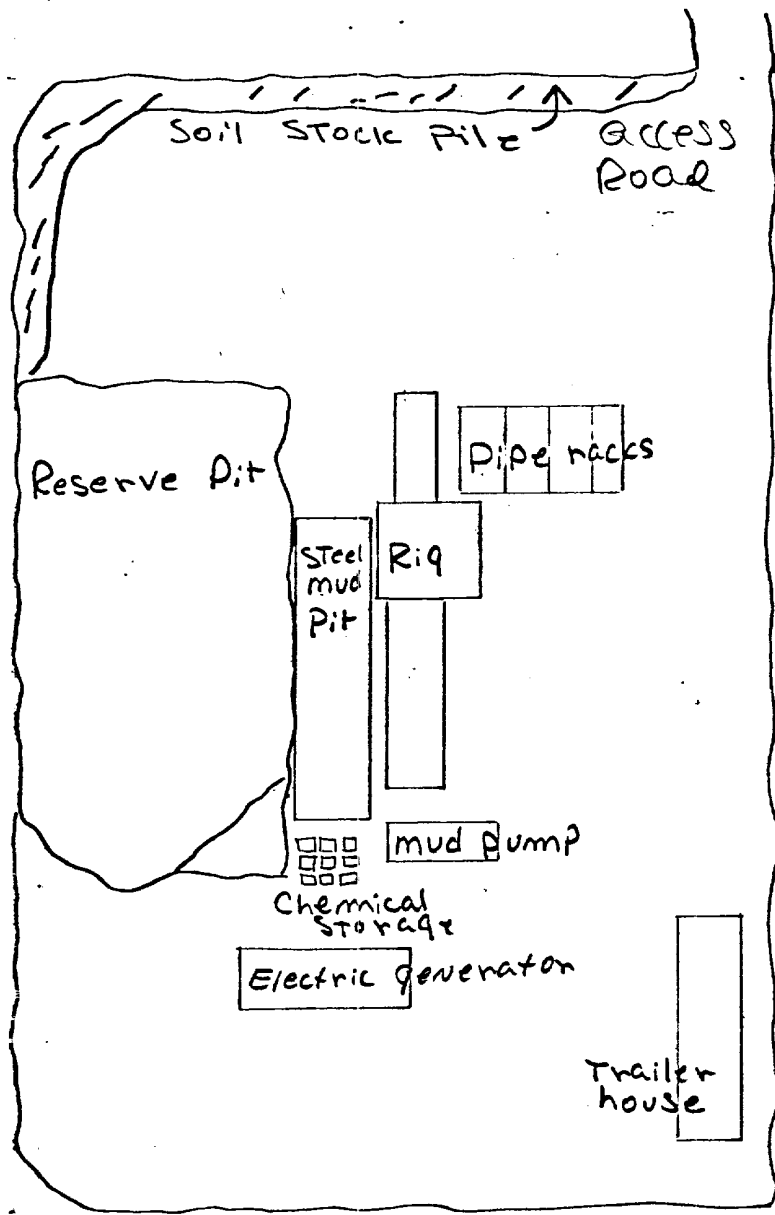 Soil Stock Pile
access
Road
Reserve Pit
Pipe racks
Steel
mud
Pit
Rig
mud pump
Chemical
Storage
Electric generator
Trailer
house